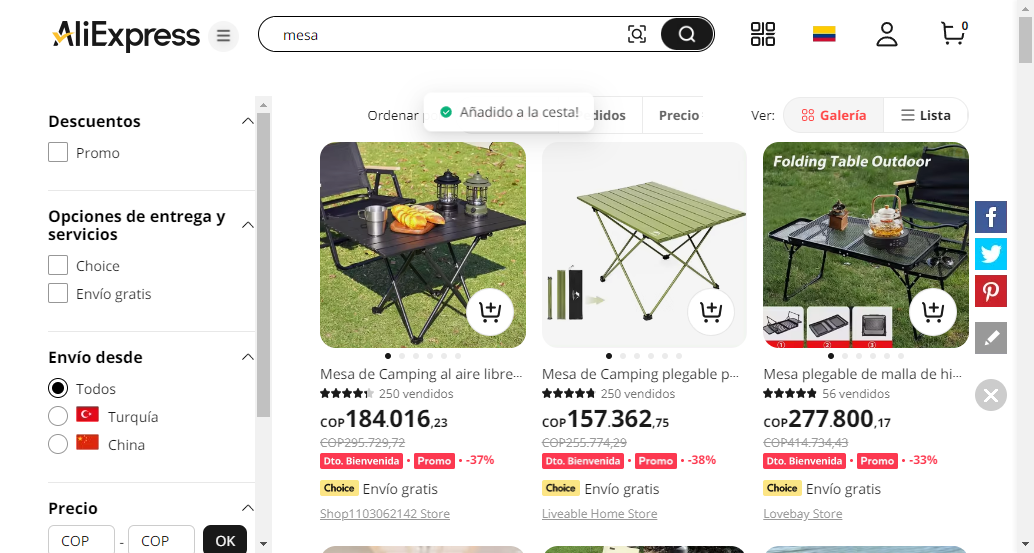 AliExpress
mesa
0
Descuentos
Promo
Opciones de entrega y
servicios
Choice
Envío gratis
Envío desde
Todos
Turquía
China
Precio
COP - COP OK
Ordenar
Añadido a la cesta!
Precio
Ver:
Galería
Lista
Mesa de Camping al aire libre...
250 vendidos
COP184.016,23
COP295.729,72
Dto. Bienvenida • Promo • -37%
Choice Envío gratis
Shop1103062142 Store
Mesa de Camping plegable p...
250 vendidos
COP157.362,75
COP255.774,29
Dto. Bienvenida • Promo • -38%
Choice Envío gratis
Liveable Home Store
Folding Table Outdoor
1 2 3
Mesa plegable de malla de hi...
56 vendidos
COP277.800,17
COP414.734,43
Dto. Bienvenida • Promo • -33%
Choice Envío gratis
Lovebay Store